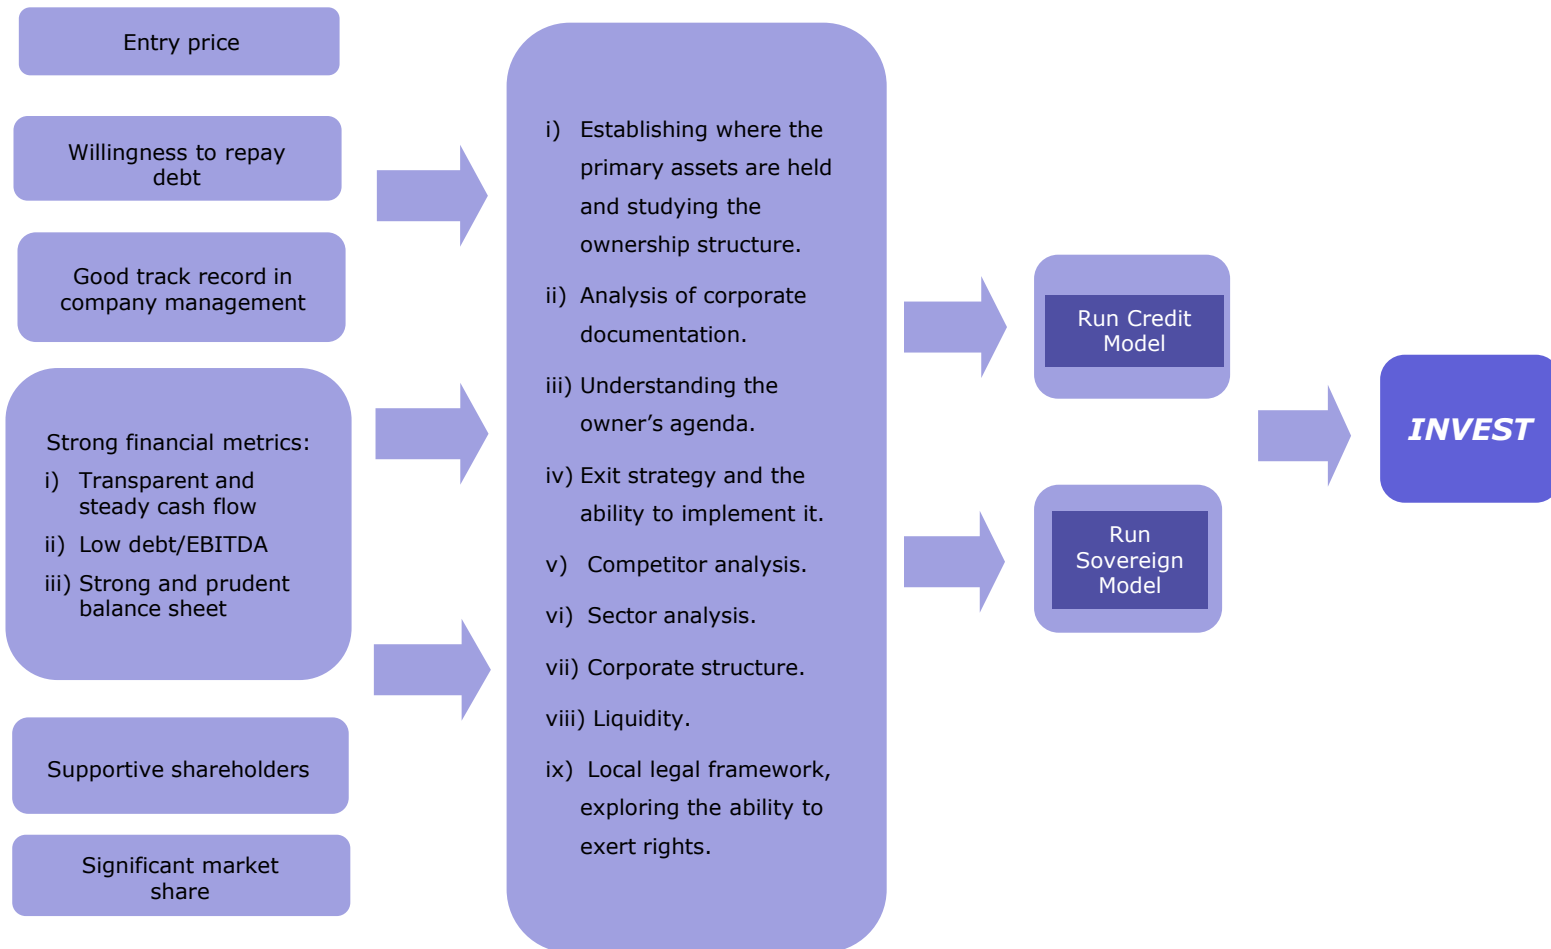 Entry price
Willingness to repay
debt
Good track record in
company management
Strong financial metrics:
i) Transparent and
steady cash flow
ii) Low debt/EBITDA
iii) Strong and prudent
balance sheet
Supportive shareholders
Significant market
share
i) Establishing where the
primary assets are held
and studying the
ownership structure.
ii) Analysis of corporate
documentation.
iii) Understanding the
owner’s agenda.
iv) Exit strategy and the
ability to implement it.
v) Competitor analysis.
vi) Sector analysis.
vii) Corporate structure.
viii) Liquidity.
ix) Local legal framework,
exploring the ability to
exert rights.
Run Credit
Model
Run
Sovereign
Model
INVEST